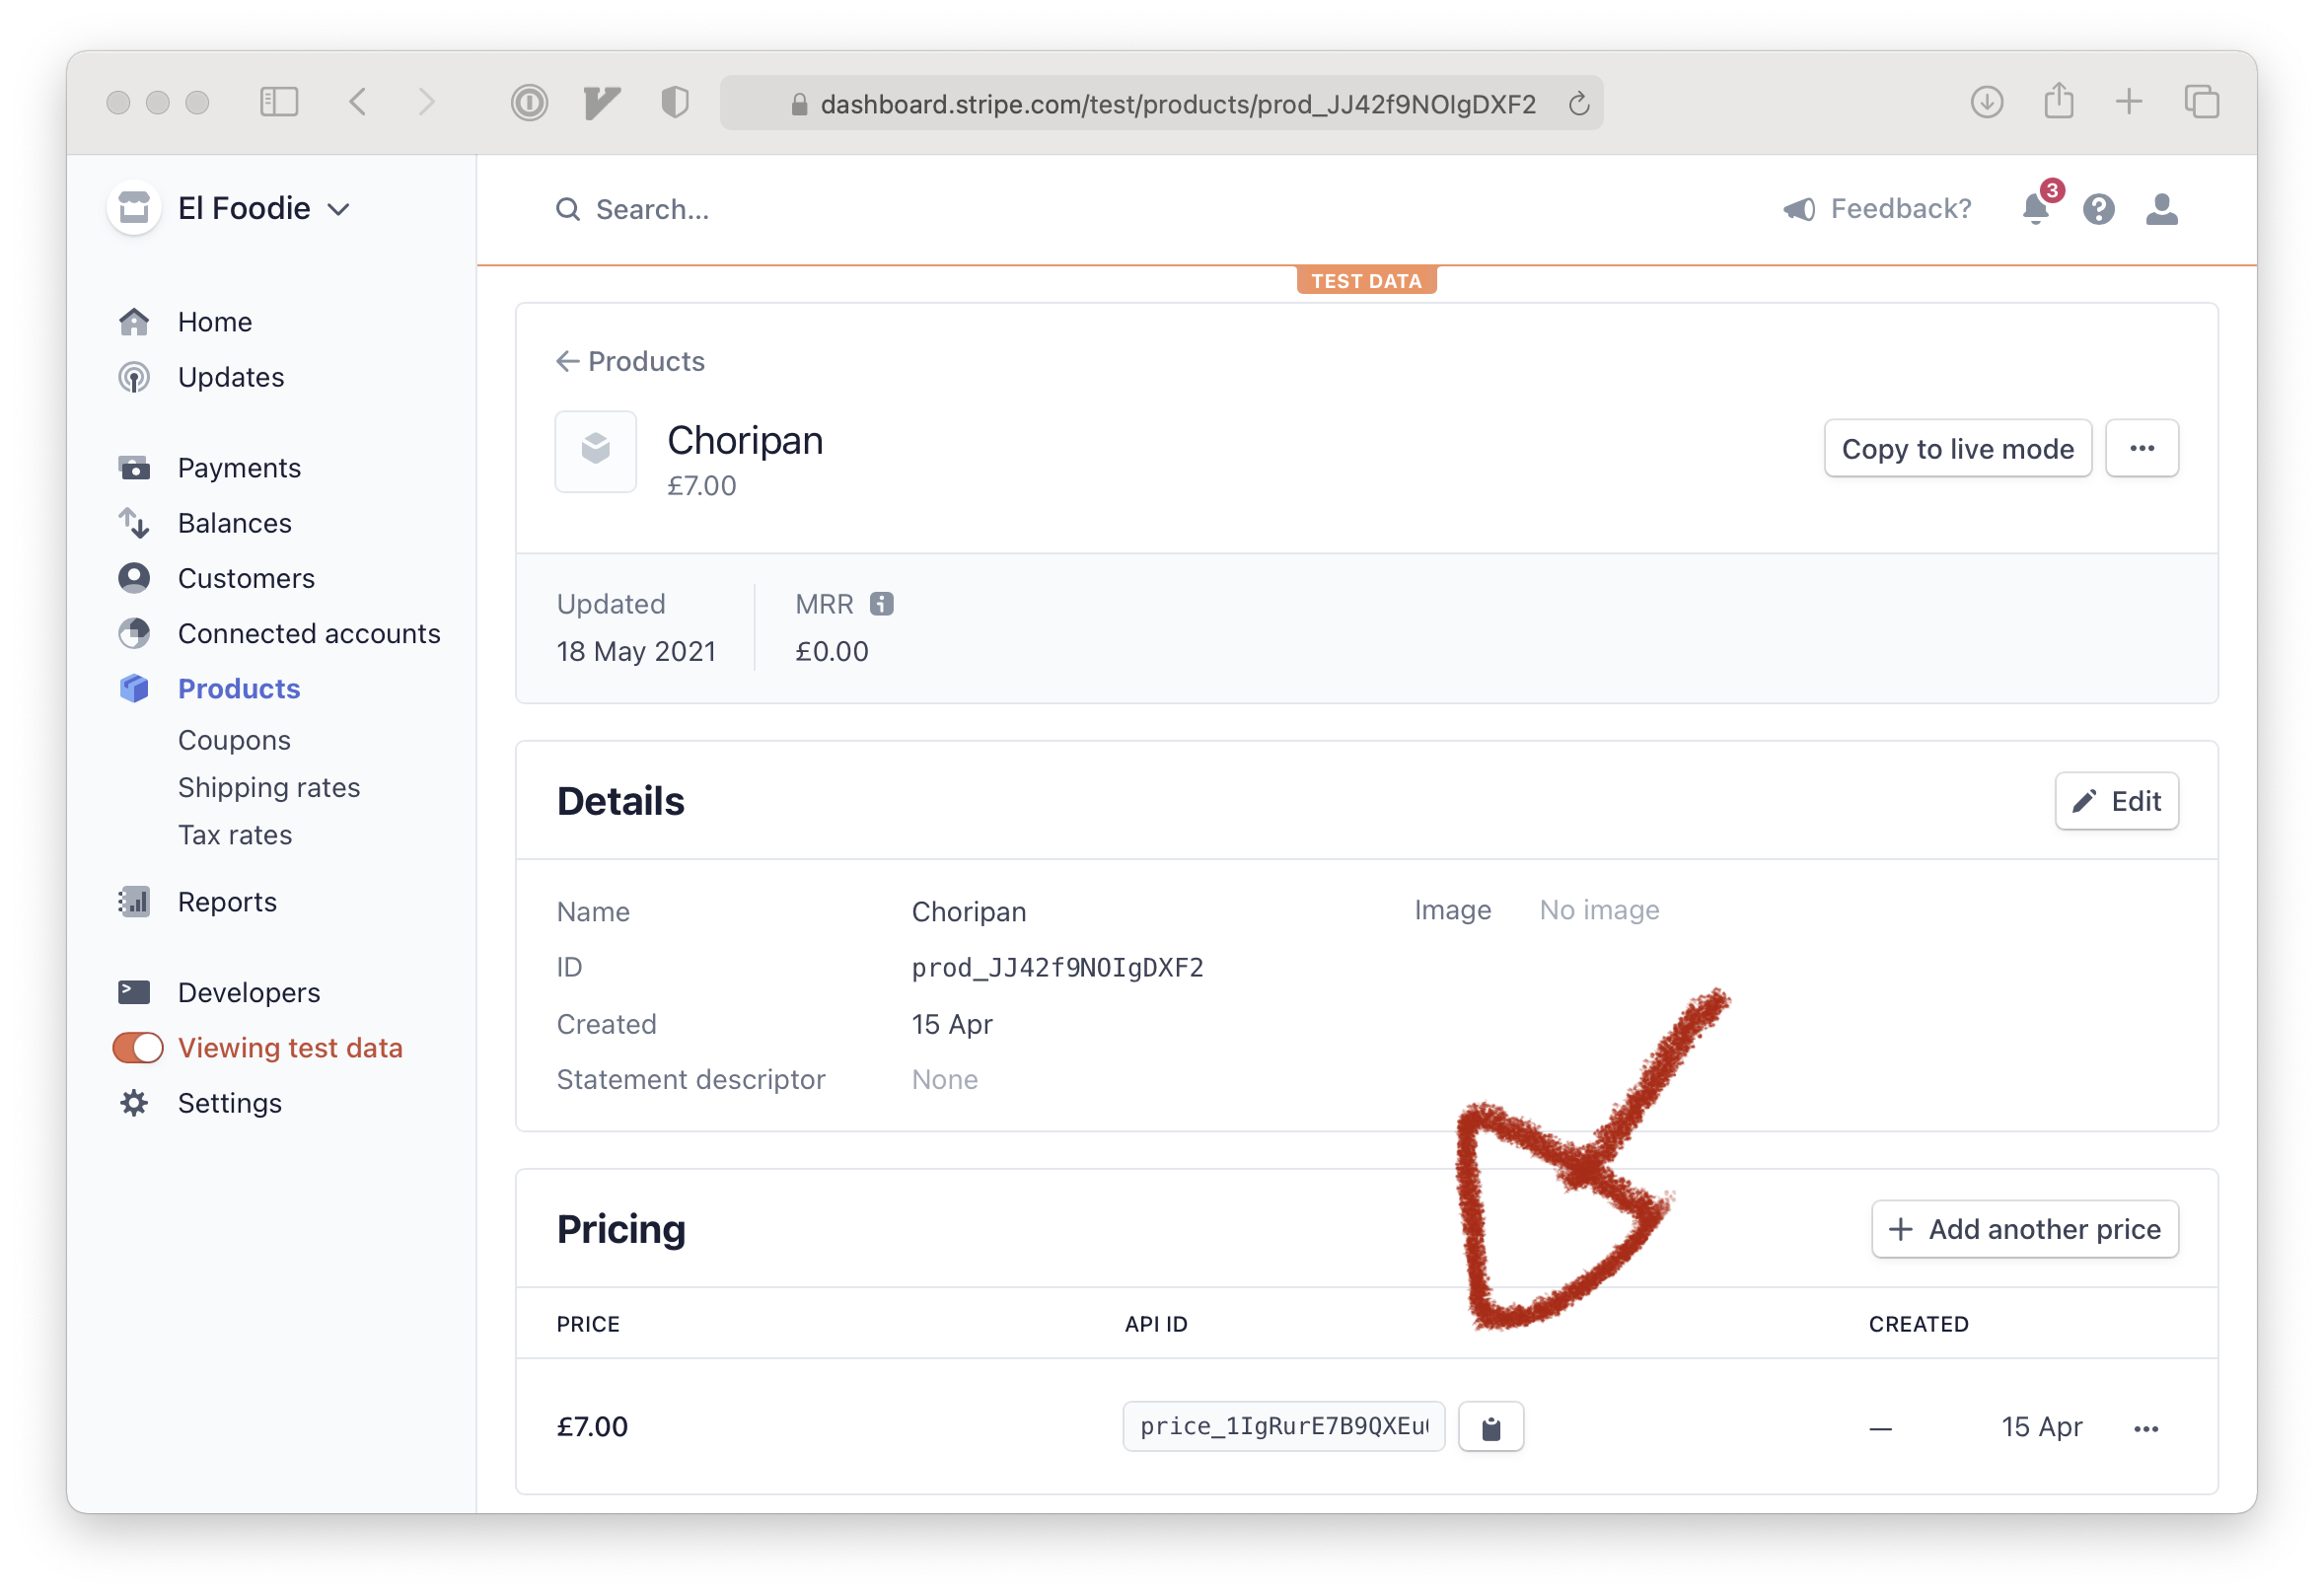 dashboard.stripe.com/test/products/prod_JJ42f9NOIgDXF2
El Foodie
Search...
Feedback?
3
TEST DATA
Home
Updates
Payments
Balances
Customers
Connected accounts
Products
Coupons
Shipping rates
Tax rates
Reports
Developers
Viewing test data
Settings
Products
Choripan
£7.00
Copy to live mode
Updated
18 May 2021
MRR
£0.00
Details
Edit
Name Choripan
Image No image
ID prod_JJ42f9NOIgDXF2
Created 15 Apr
Statement descriptor None
Pricing
+ Add another price
PRICE API ID CREATED
£7.00 price_1IgRurE7B9QXEu — 15 Apr